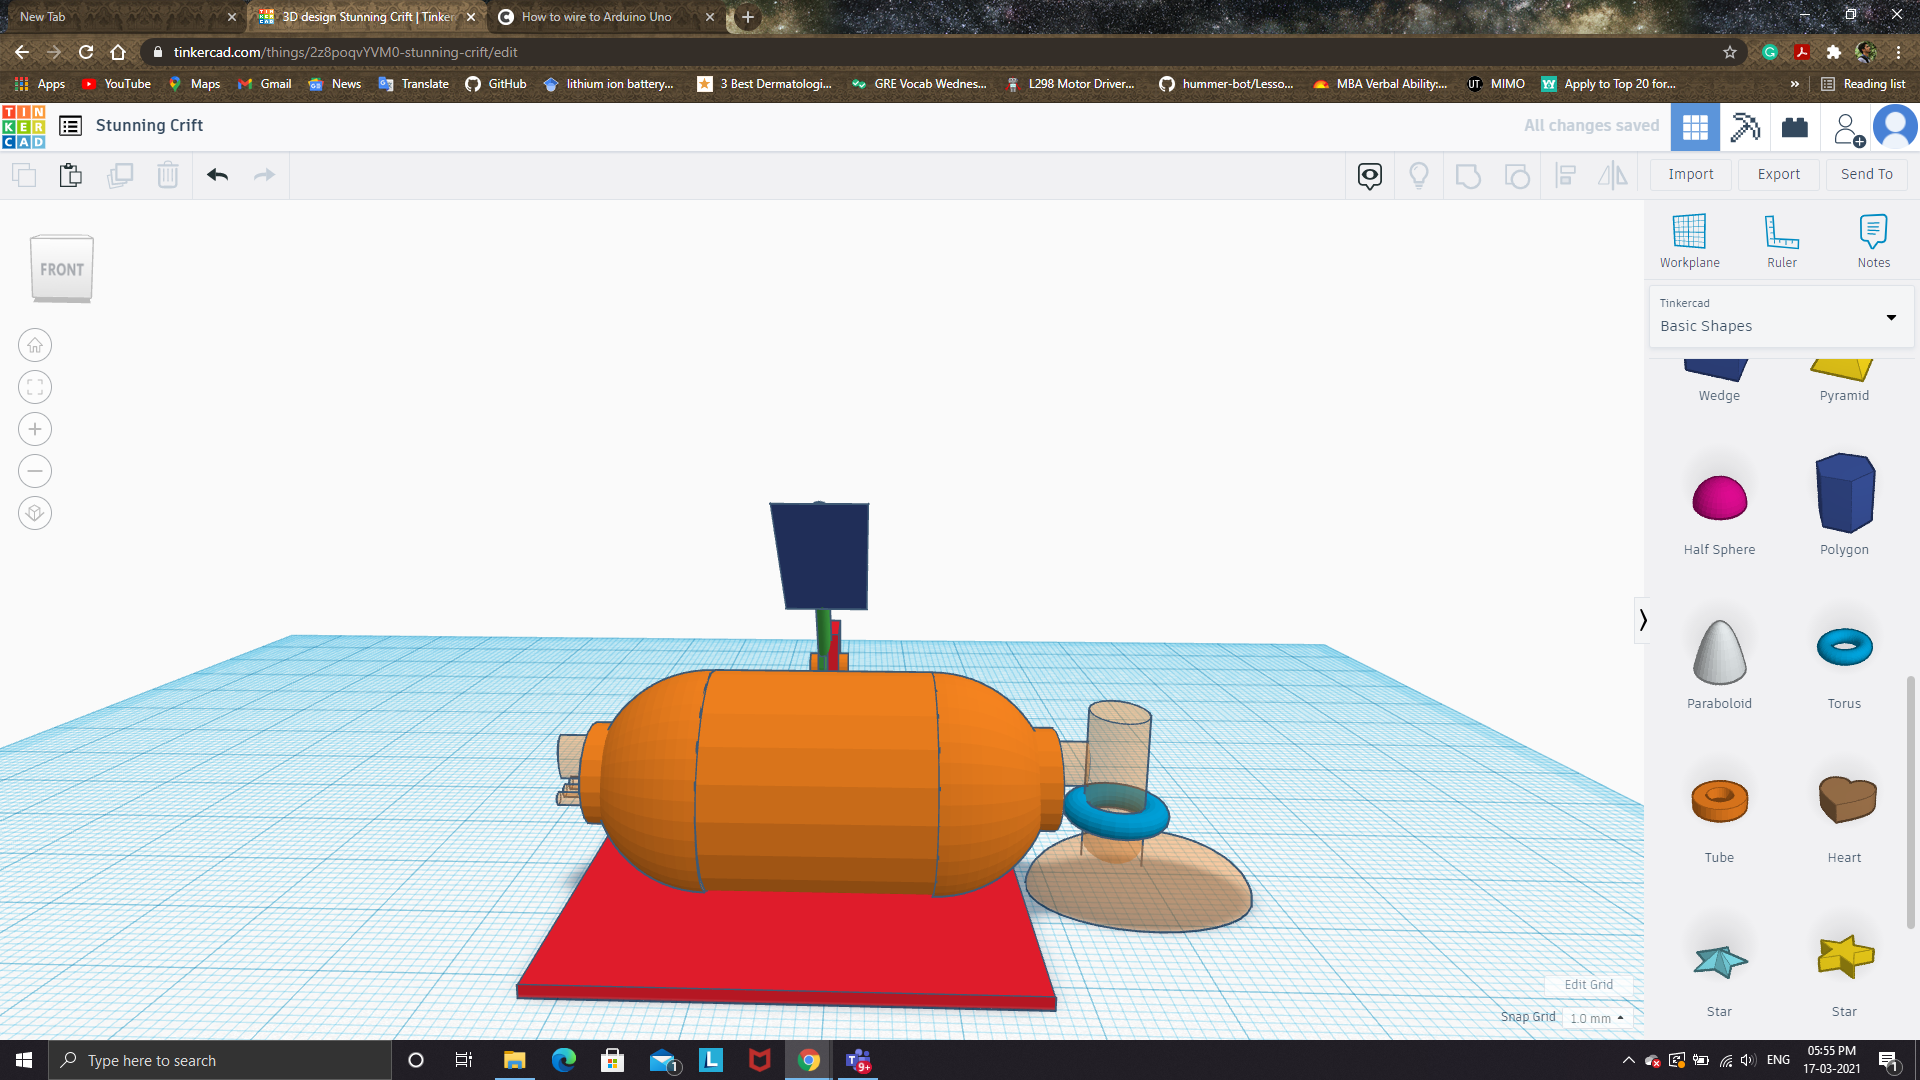 New Tab
3D design Stunning Crift | Tinker
How to wire to Arduino Uno
tinkercad.com/things/2z8poqvYVM0-stunning-crift/edit
Apps
YouTube
Maps
Gmail
News
Translate
GitHub
lithium ion battery...
3 Best Dermatologi...
GRE Vocab Wednes...
L298 Motor Driver...
hummer-bot/Lesso...
MBA Verbal Ability:...
UT.
MIMO
Apply to Top 20 for...
»
Reading list
TIN
KER
CAD
Stunning Crift
All changes saved
Import
Export
Send To
FRONT
Workplane
Ruler
Notes
Tinkercad
Basic Shapes
Wedge
Pyramid
Half Sphere
Polygon
Paraboloid
Torus
Tube
Heart
Star
Star
Edit Grid
Snap Grid
1.0 mm
Type here to search
1
L
T
9+
ENG
05:55 PM
17-03-2021
1